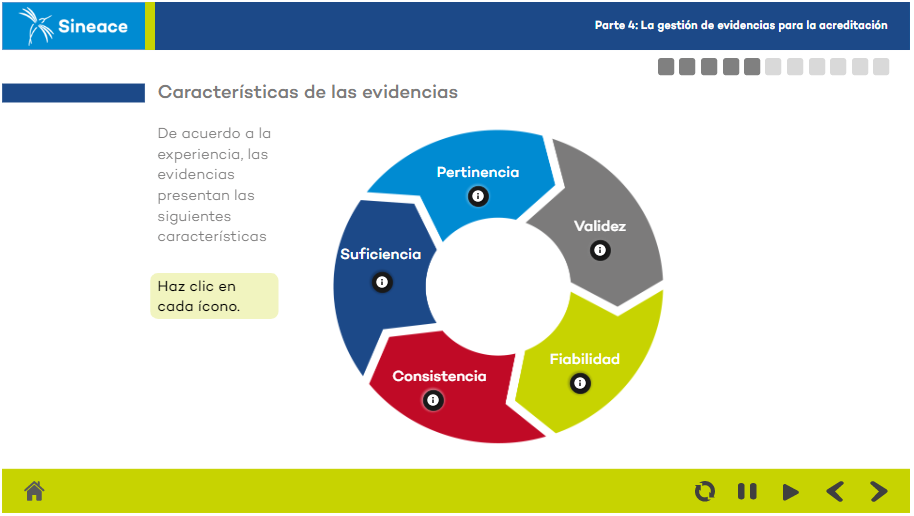 Sineace
Parte 4: La gestión de evidencias para la acreditación
Características de las evidencias
De acuerdo a la
experiencia, las
evidencias
presentan las
siguientes
características
Haz clic en
cada ícono.
Pertinencia
Validez
Suficiencia
Fiabilidad
Consistencia